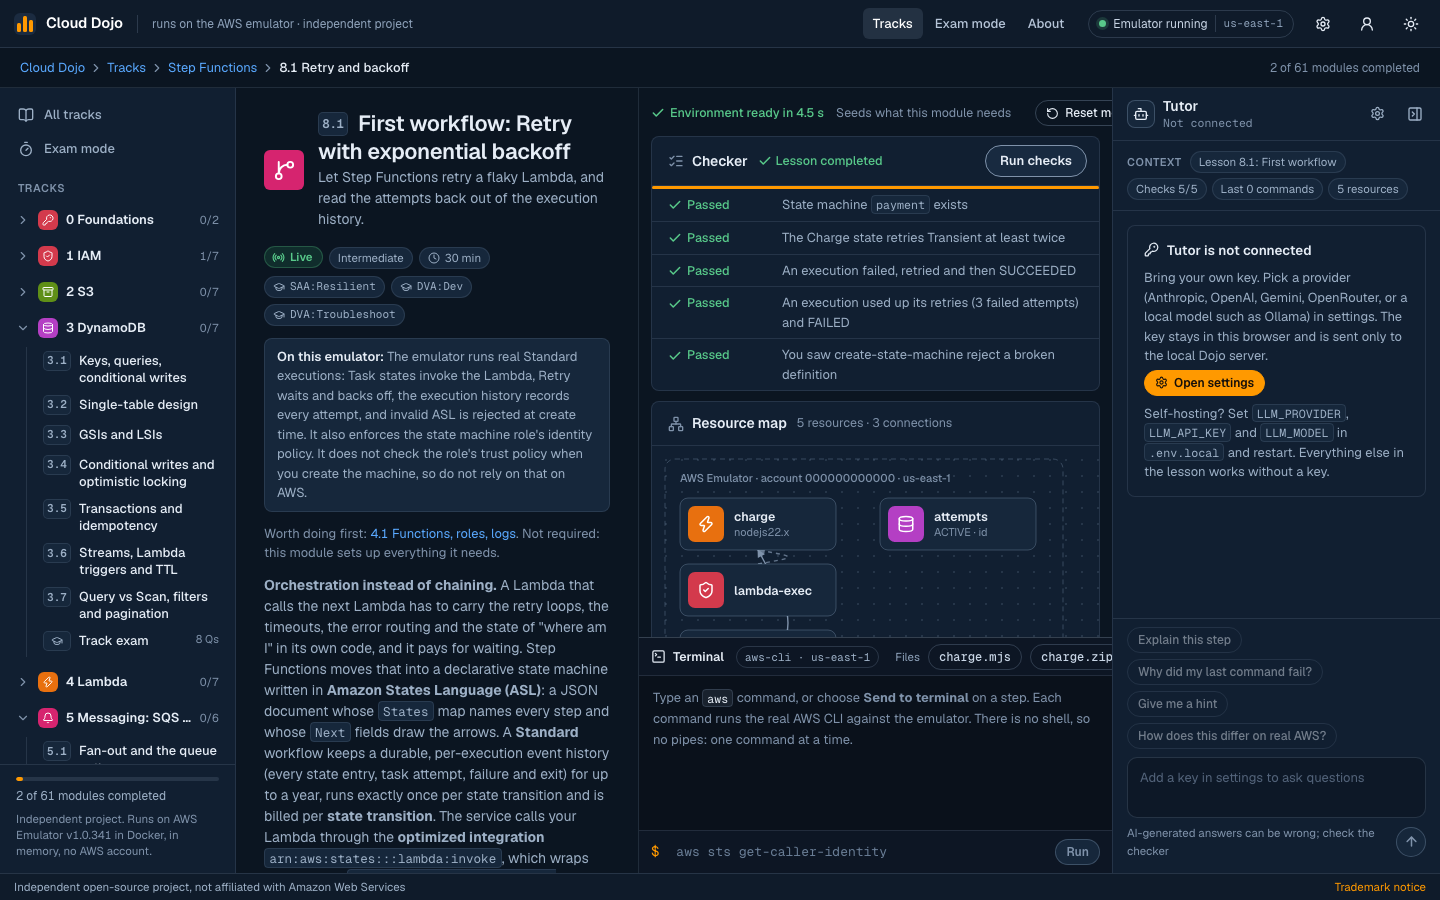 Cloud Dojo
runs on the AWS emulator · independent project
Tracks
Exam mode
About
Emulator running
us-east-1
Cloud Dojo > Tracks > Step Functions > 8.1 Retry and backoff
2 of 61 modules completed
All tracks
Exam mode
TRACKS
0 Foundations 0/2
1 IAM 1/7
2 S3 0/7
3 DynamoDB 0/7
3.1 Keys, queries,
conditional writes
3.2 Single-table design
3.3 GSIs and LSIs
3.4 Conditional writes and
optimistic locking
3.5 Transactions and
idempotency
3.6 Streams, Lambda
triggers and TTL
3.7 Query vs Scan, filters
and pagination
Track exam 8 Qs
4 Lambda 0/7
5 Messaging: SQS ... 0/6
5.1 Fan-out and the queue
2 of 61 modules completed
Independent project. Runs on AWS
Emulator v1.0.341 in Docker, in
memory, no AWS account.
8.1 First workflow: Retry
with exponential backoff
Let Step Functions retry a flaky Lambda, and
read the attempts back out of the execution
history.
Live
Intermediate
30 min
SAA:Resilient
DVA:Dev
DVA:Troubleshoot
On this emulator: The emulator runs real Standard
executions: Task states invoke the Lambda, Retry
waits and backs off, the execution history records
every attempt, and invalid ASL is rejected at create
time. It also enforces the state machine role's identity
policy. It does not check the role's trust policy when
you create the machine, so do not rely on that on
AWS.
Worth doing first: 4.1 Functions, roles, logs. Not required:
this module sets up everything it needs.
Orchestration instead of chaining. A Lambda that
calls the next Lambda has to carry the retry loops, the
timeouts, the error routing and the state of "where am
I" in its own code, and it pays for waiting. Step
Functions moves that into a declarative state machine
written in Amazon States Language (ASL): a JSON
document whose States map names every step and
whose Next fields draw the arrows. A Standard
workflow keeps a durable, per-execution event history
(every state entry, task attempt, failure and exit) for up
to a year, runs exactly once per state transition and is
billed per state transition. The service calls your
Lambda through the optimized integration
arn:aws:states:::lambda:invoke, which wraps
Environment ready in 4.5 s
Seeds what this module needs
Reset m
Checker
Lesson completed
Run checks
Passed State machine payment exists
Passed The Charge state retries Transient at least twice
Passed An execution failed, retried and then SUCCEEDED
Passed An execution used up its retries (3 failed attempts)
and FAILED
Passed You saw create-state-machine reject a broken
definition
Resource map
5 resources · 3 connections
AWS Emulator · account 000000000000 · us-east-1
charge
nodejs22.x
attempts
ACTIVE · id
lambda-exec
Terminal
aws-cli · us-east-1
Files
charge.mjs
charge.zip
Type an aws command, or choose Send to terminal on a step. Each
command runs the real AWS CLI against the emulator. There is no shell, so
no pipes: one command at a time.
$ aws sts get-caller-identity
Run
Tutor
Not connected
CONTEXT
Lesson 8.1: First workflow
Checks 5/5
Last 0 commands
5 resources
Tutor is not connected
Bring your own key. Pick a provider
(Anthropic, OpenAI, Gemini, OpenRouter, or a
local model such as Ollama) in settings. The
key stays in this browser and is sent only to
the local Dojo server.
Open settings
Self-hosting? Set LLM_PROVIDER,
LLM_API_KEY and LLM_MODEL in
.env.local and restart. Everything else in
the lesson works without a key.
Explain this step
Why did my last command fail?
Give me a hint
How does this differ on real AWS?
Add a key in settings to ask questions
AI-generated answers can be wrong; check the
checker
Independent open-source project, not affiliated with Amazon Web Services
Trademark notice